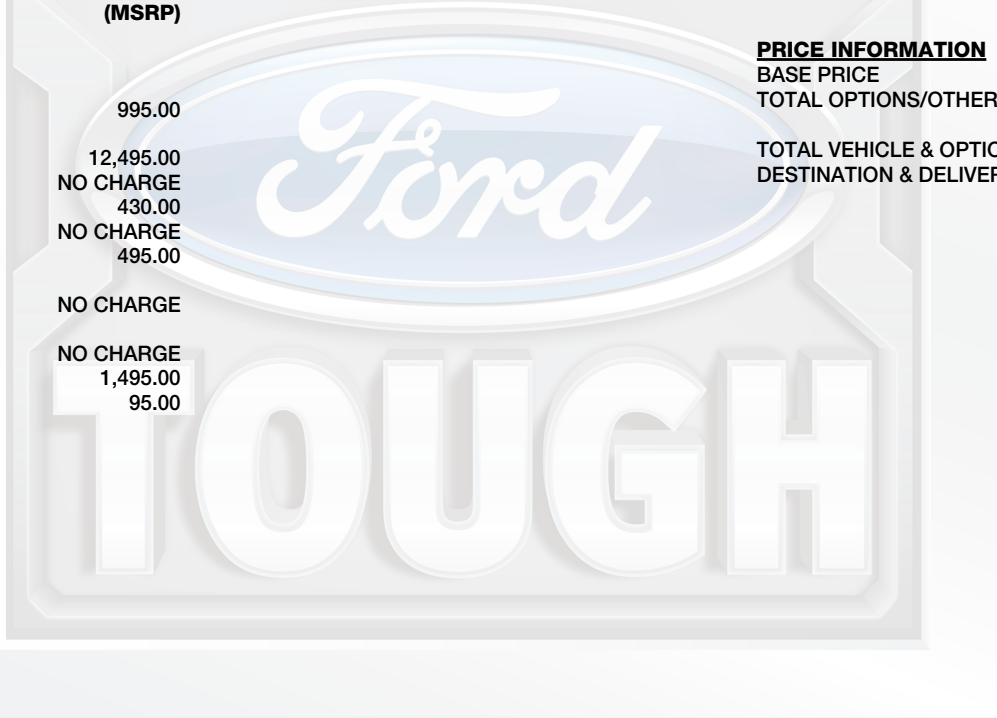 (MSRP)
995.00
12,495.00
NO CHARGE
430.00
NO CHARGE
495.00
NO CHARGE
NO CHARGE
1,495.00
95.00
PRICE INFORMATION
BASE PRICE
TOTAL OPTIONS/OTHER
TOTAL VEHICLE & OPTIO
DESTINATION & DELIVER
Ford
TOUGH